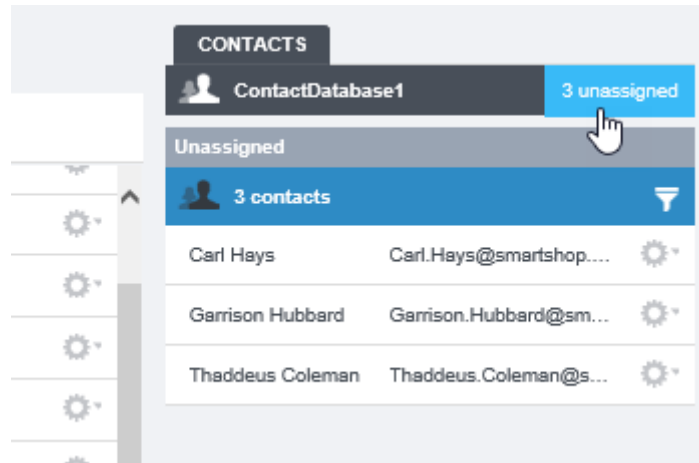 CONTACTS
ContactDatabase1 3 unassigned
Unassigned
3 contacts
Carl Hays Carl.Hays@smartshop....
Garrison Hubbard Garrison.Hubbard@sm...
Thaddeus Coleman Thaddeus.Coleman@s...